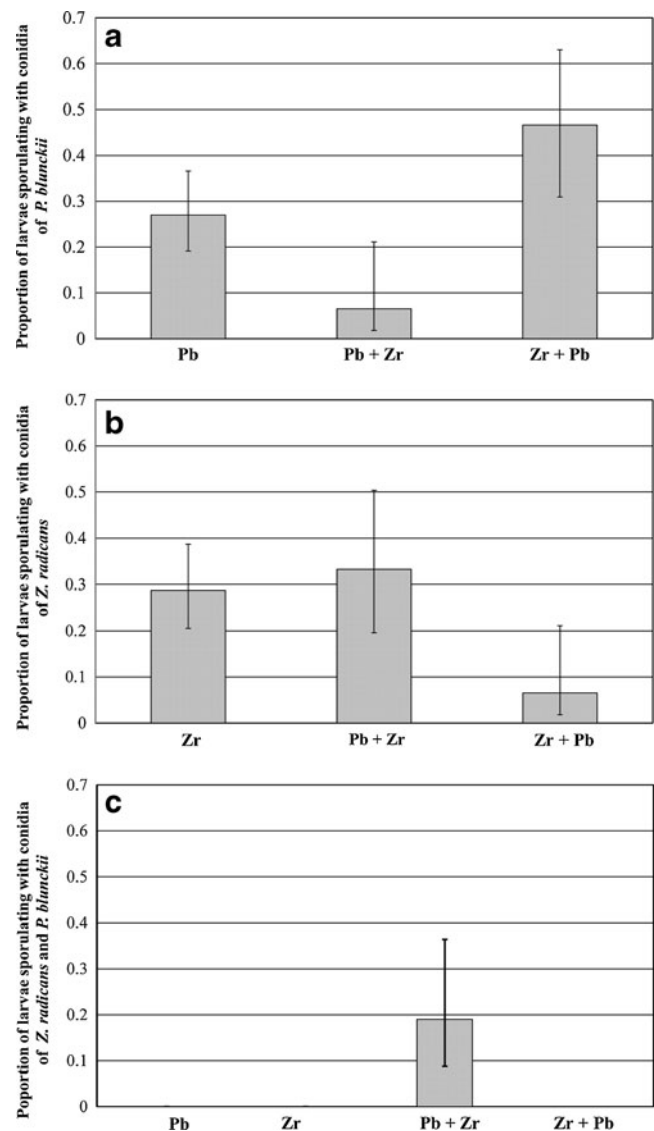 a
Proportion of larvae sporulating with conidia
of P. blunckii
0.7
0.6
0.5
0.4
0.3
0.2
0.1
0
Pb
Pb + Zr
Zr + Pb
b
Proportion of larvae sporulating with conidia
of Z. radicans
0.7
0.6
0.5
0.4
0.3
0.2
0.1
0
Zr
Pb + Zr
Zr + Pb
c
Poportion of larvae sporulating with conidia
of Z. radicans and P. blunckii
0.7
0.6
0.5
0.4
0.3
0.2
0.1
0
Pb
Zr
Pb + Zr
Zr + Pb